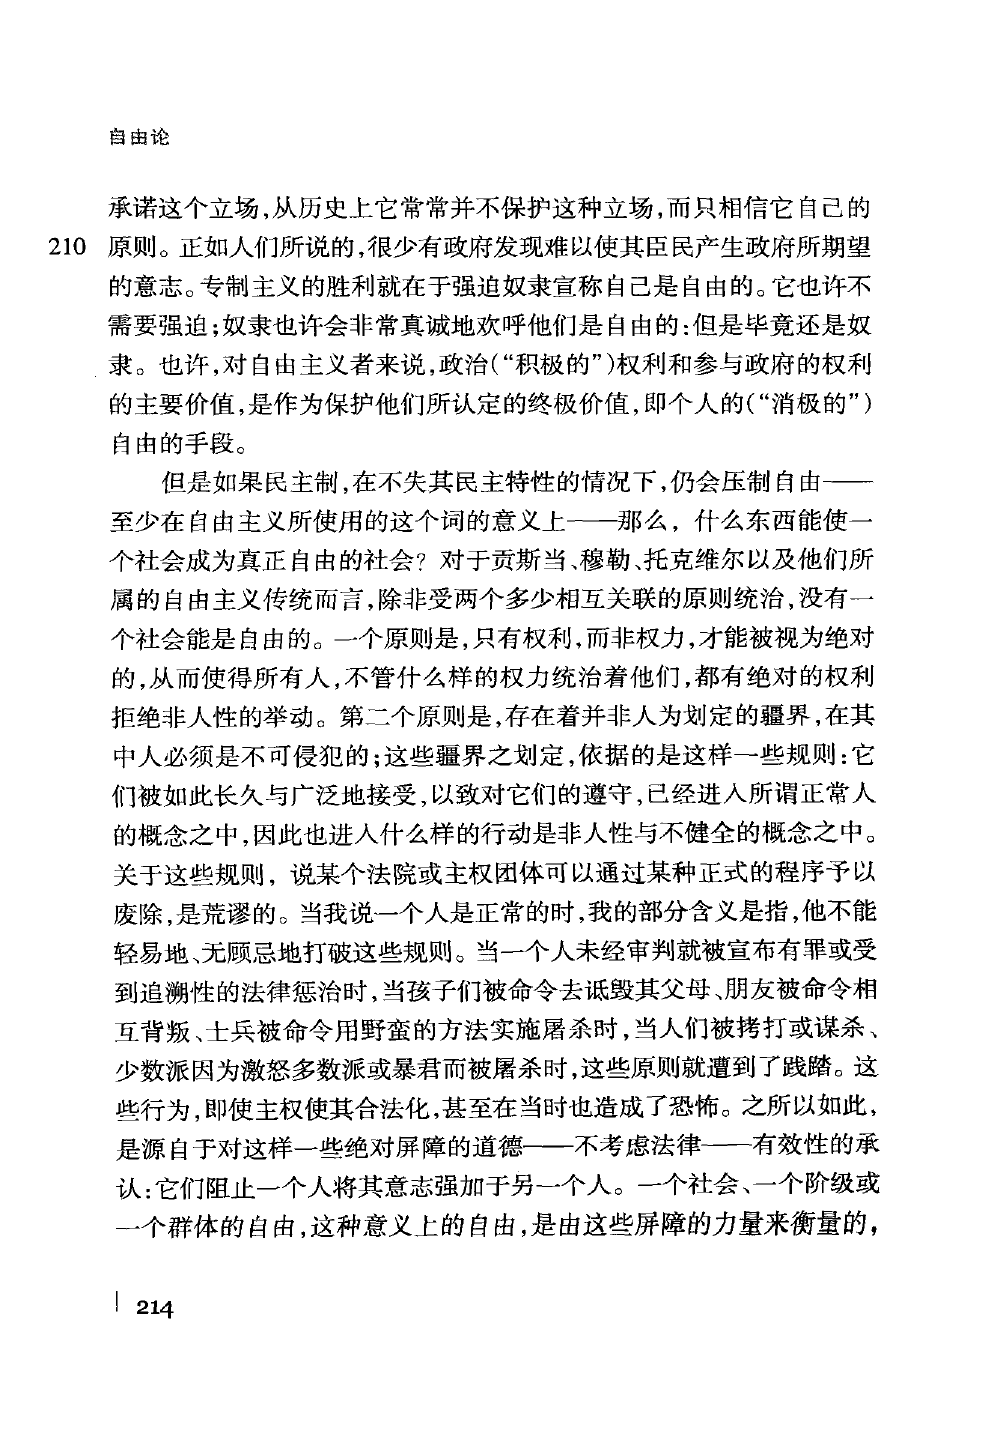 自由论
承诺这个立场,从历史上它常常并不保护这种立场,而只相信它自己的
210 原则。正如人们所说的,很少有政府发现难以使其臣民产生政府所期望
的意志。专制主义的胜利就在于强迫奴隶宣称自己是自由的。它也许不
需要强迫;奴隶也许会非常真诚地欢呼他们是自由的:但是毕竟还是奴
隶。也许,对自由主义者来说,政治(“积极的”)权利和参与政府的权利
的主要价值,是作为保护他们所认定的终极价值,即个人的(“消极的”)
自由的手段。
但是如果民主制,在不失其民主特性的情况下,仍会压制自由——
至少在自由主义所使用的这个词的意义上——那么,什么东西能使一
个社会成为真正自由的社会?对于贡斯当、穆勒、托克维尔以及他们所
属的自由主义传统而言,除非受两个多少相互关联的原则统治,没有一
个社会能是自由的。一个原则是,只有权利,而非权力,才能被视为绝对
的,从而使得所有人,不管什么样的权力统治着他们,都有绝对的权利
拒绝非人性的举动。第二个原则是,存在着并非人为划定的疆界,在其
中人必须是不可侵犯的;这些疆界之划定,依据的是这样一些规则:它
们被如此长久与广泛地接受,以致对它们的遵守,已经进入所谓正常人
的概念之中,因此也进入什么样的行动是非人性与不健全的概念之中。
关于这些规则,说某个法院或主权团体可以通过某种正式的程序予以
废除,是荒谬的。当我说一个人是正常的时,我的部分含义是指,他不能
轻易地、无顾忌地打破这些规则。当一个人未经审判就被宣布有罪或受
到追溯性的法律惩治时,当孩子们被命令去诋毁其父母、朋友被命令相
互背叛、士兵被命令用野蛮的方法实施屠杀时,当人们被拷打或谋杀、
少数派因为激怒多数派或暴君而被屠杀时,这些原则就遭到了践踏。这
些行为,即使主权使其合法化,甚至在当时也造成了恐怖。之所以如此,
是源自于对这样一些绝对屏障的道德——不考虑法律——有效性的承
认:它们阻止一个人将其意志强加于另一个人。一个社会、一个阶级或
一个群体的自由,这种意义上的自由,是由这些屏障的力量来衡量的,
214